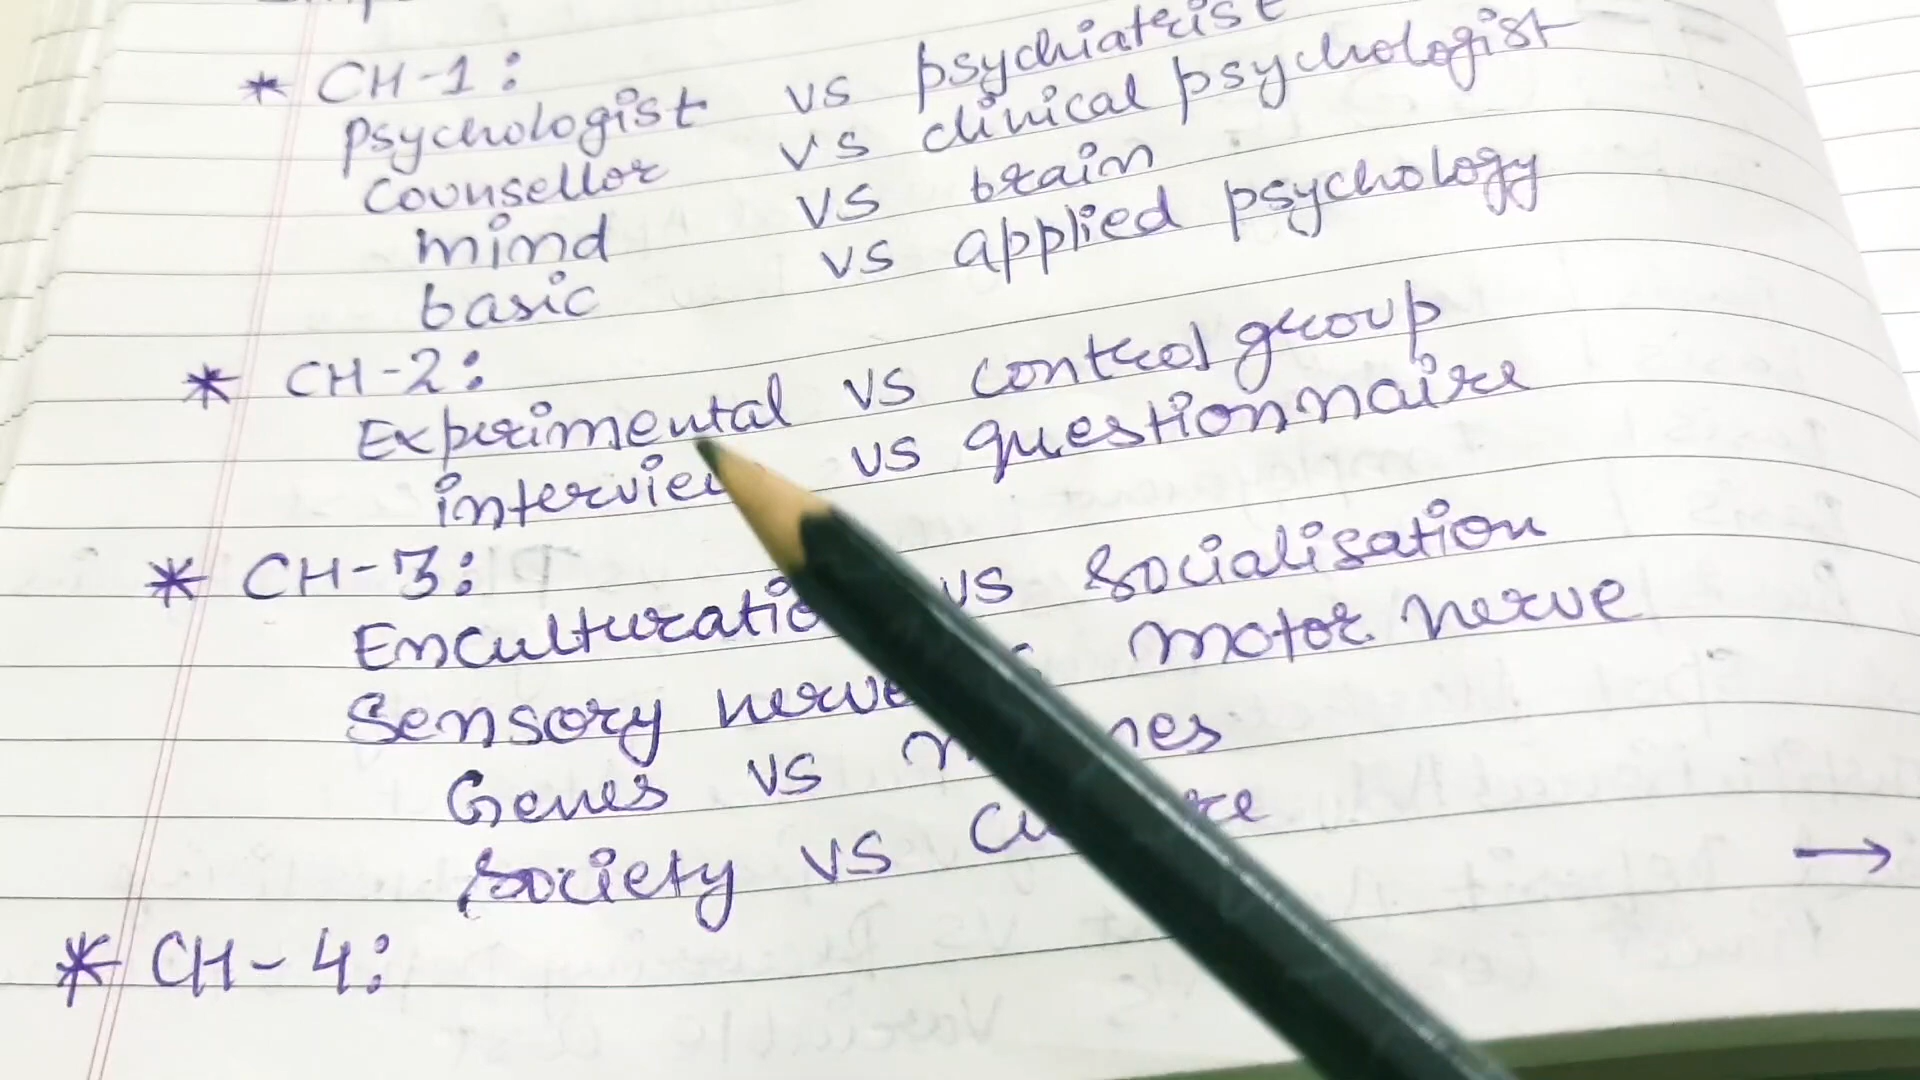 * CH-1:
psychologist vs psychiatrist
counsellor vs clinical psychologist
mind vs brain
basic vs applied psychology
* CH-2:
Experimental vs control group
intervie vs questionnaire
* CH-3:
Enculturatio vs Socialisation
Sensory nerve motor nerve
Genes vs
Society vs
→
* CH-4: